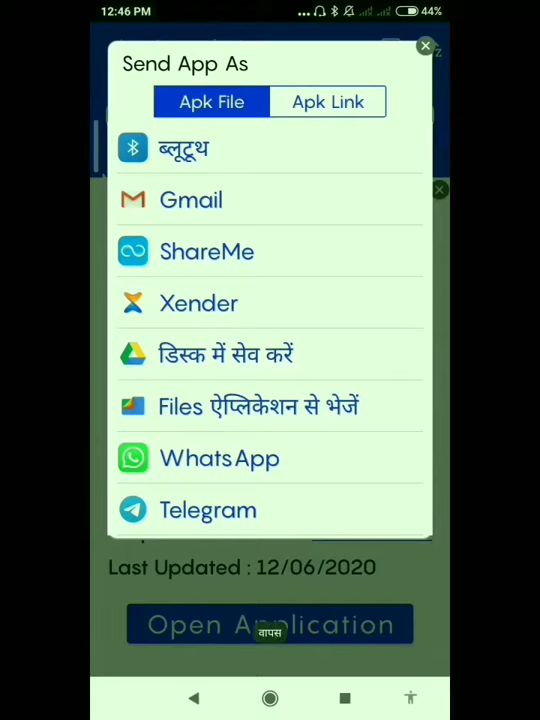 12:46 PM
44%
Send App As
Apk File
Apk Link
ब्लूटूथ
Gmail
ShareMe
Xender
डिस्क में सेव करें
Files ऐप्लिकेशन से भेजें
WhatsApp
Telegram
Last Updated : 12/06/2020
Open Application
वापस